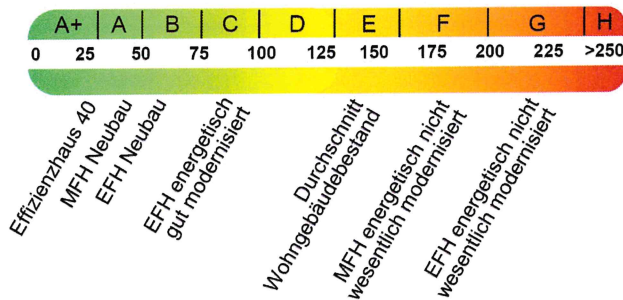 A+ A B C D E F G H
0 25 50 75 100 125 150 175 200 225 >250
Effizienzhaus 40
MFH Neubau
EFH Neubau
EFH energetisch
gut modernisiert
Durchschnitt
Wohngebäudebestand
MFH energetisch nicht
wesentlich modernisiert
EFH energetisch nicht
wesentlich modernisiert